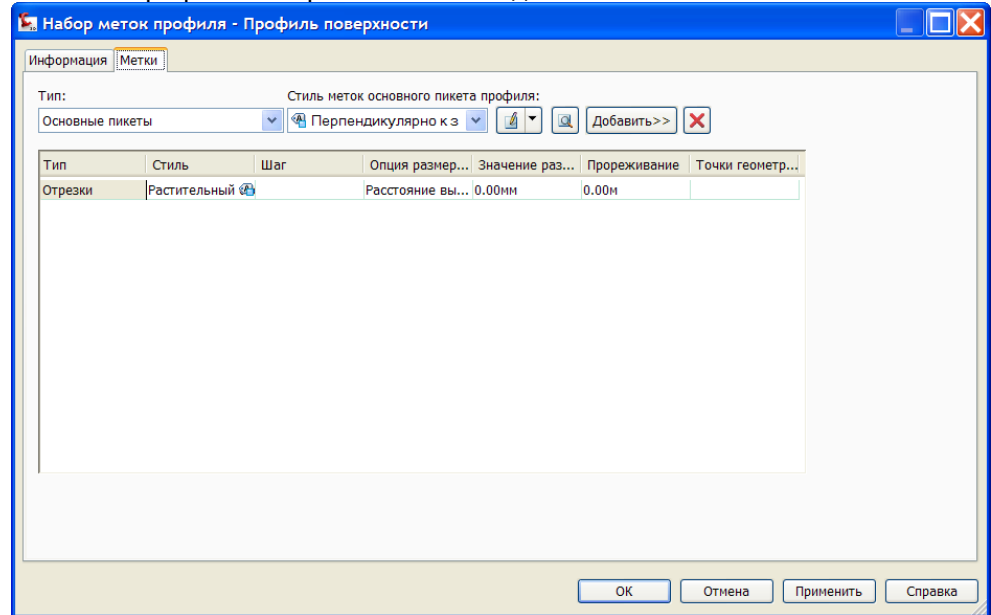 Набор меток профиля - Профиль поверхности
Информация Метки
Тип: Стиль меток основного пикета профиля:
Основные пикеты Перпендикулярно к з Добавить>>
Тип Стиль Шаг Опция размер... Значение раз... Прореживание Точки геометр...
Отрезки Растительный Расстояние вы... 0.00мм 0.00м
ОК Отмена Применить Справка